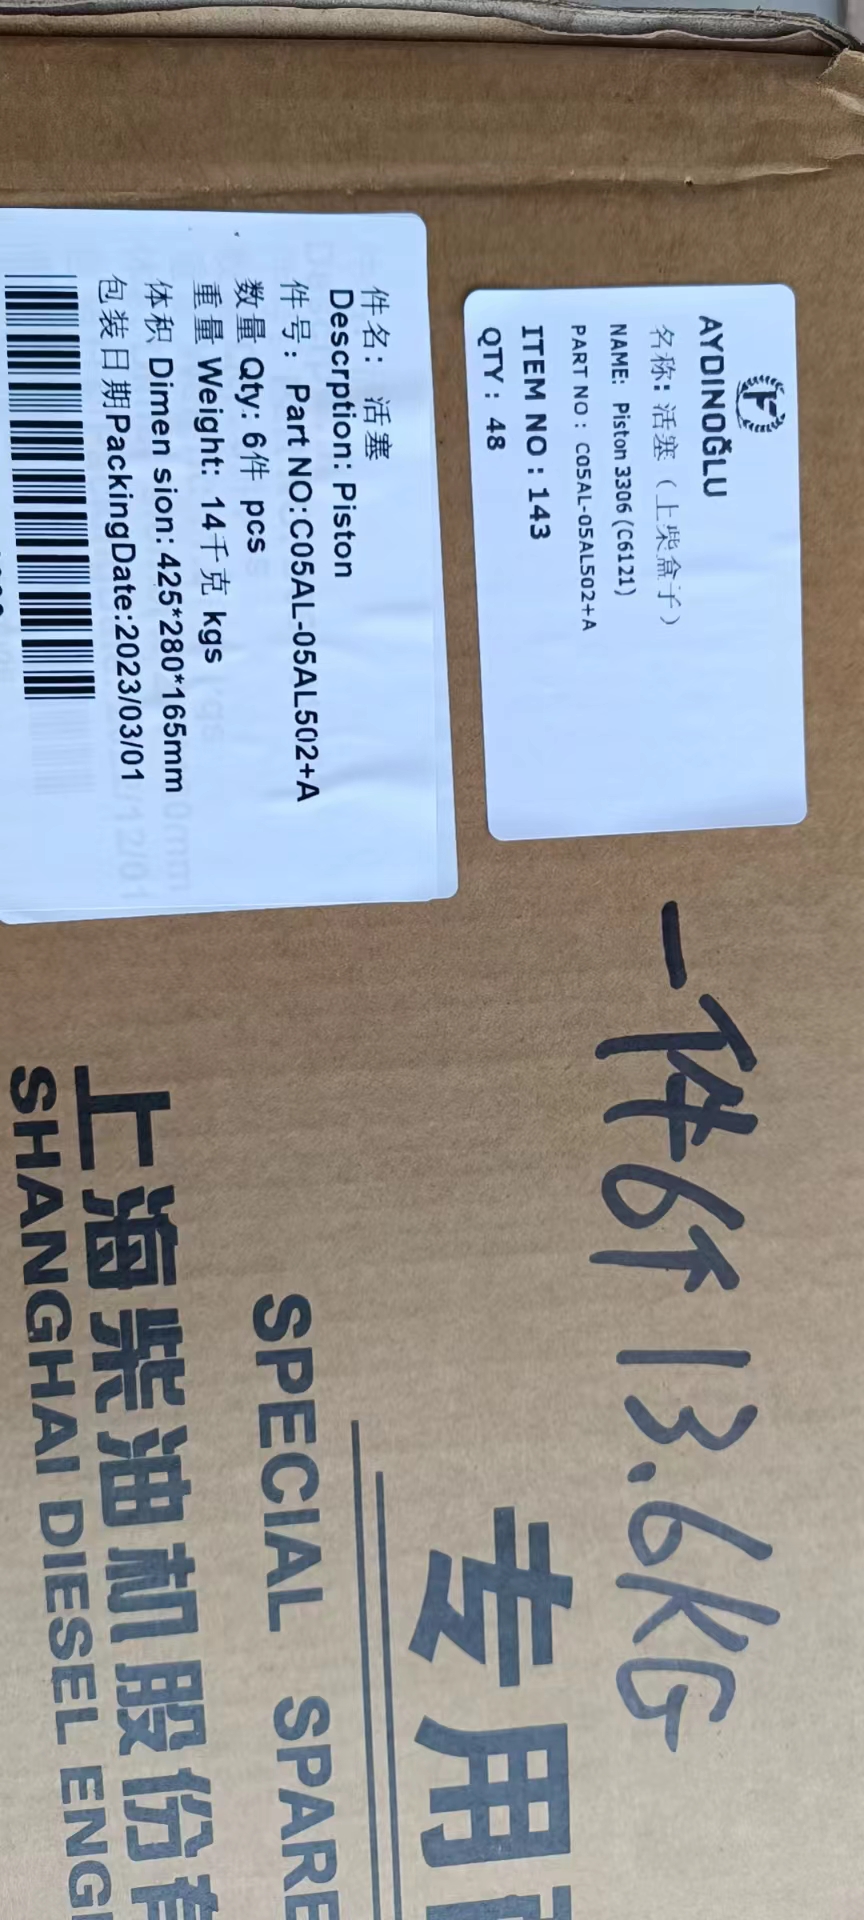 AYDINOĞLU
名称: 活塞（上柴盒子）
NAME: Piston 3306 (C6121)
PART NO: C05AL-05AL502+A
ITEM NO: 143
QTY: 48
件名: 活塞
Descrption: Piston
件号: Part NO:C05AL-05AL502+A
数量 Qty: 6件 pcs
重量 Weight: 14千克 kgs
体积 Dimen sion: 425*280*165mm
包装日期PackingDate:2023/03/01
一件6个 13.6KG
专用
SPECIAL SPARE
上海柴油机股份有
SHANGHAI DIESEL ENGI